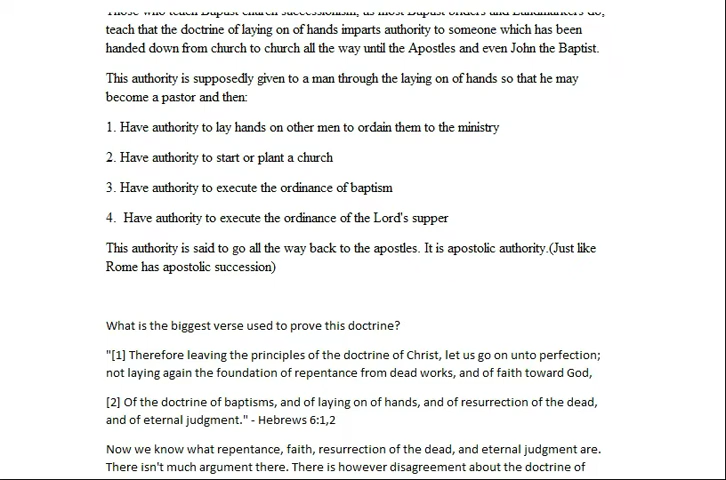 teach that the doctrine of laying on of hands imparts authority to someone which has been
handed down from church to church all the way until the Apostles and even John the Baptist.
This authority is supposedly given to a man through the laying on of hands so that he may
become a pastor and then:
1. Have authority to lay hands on other men to ordain them to the ministry
2. Have authority to start or plant a church
3. Have authority to execute the ordinance of baptism
4.  Have authority to execute the ordinance of the Lord's supper
This authority is said to go all the way back to the apostles. It is apostolic authority.(Just like
Rome has apostolic succession)
What is the biggest verse used to prove this doctrine?
"[1] Therefore leaving the principles of the doctrine of Christ, let us go on unto perfection;
not laying again the foundation of repentance from dead works, and of faith toward God,
[2] Of the doctrine of baptisms, and of laying on of hands, and of resurrection of the dead,
and of eternal judgment." - Hebrews 6:1,2
Now we know what repentance, faith, resurrection of the dead, and eternal judgment are.
There isn't much argument there. There is however disagreement about the doctrine of